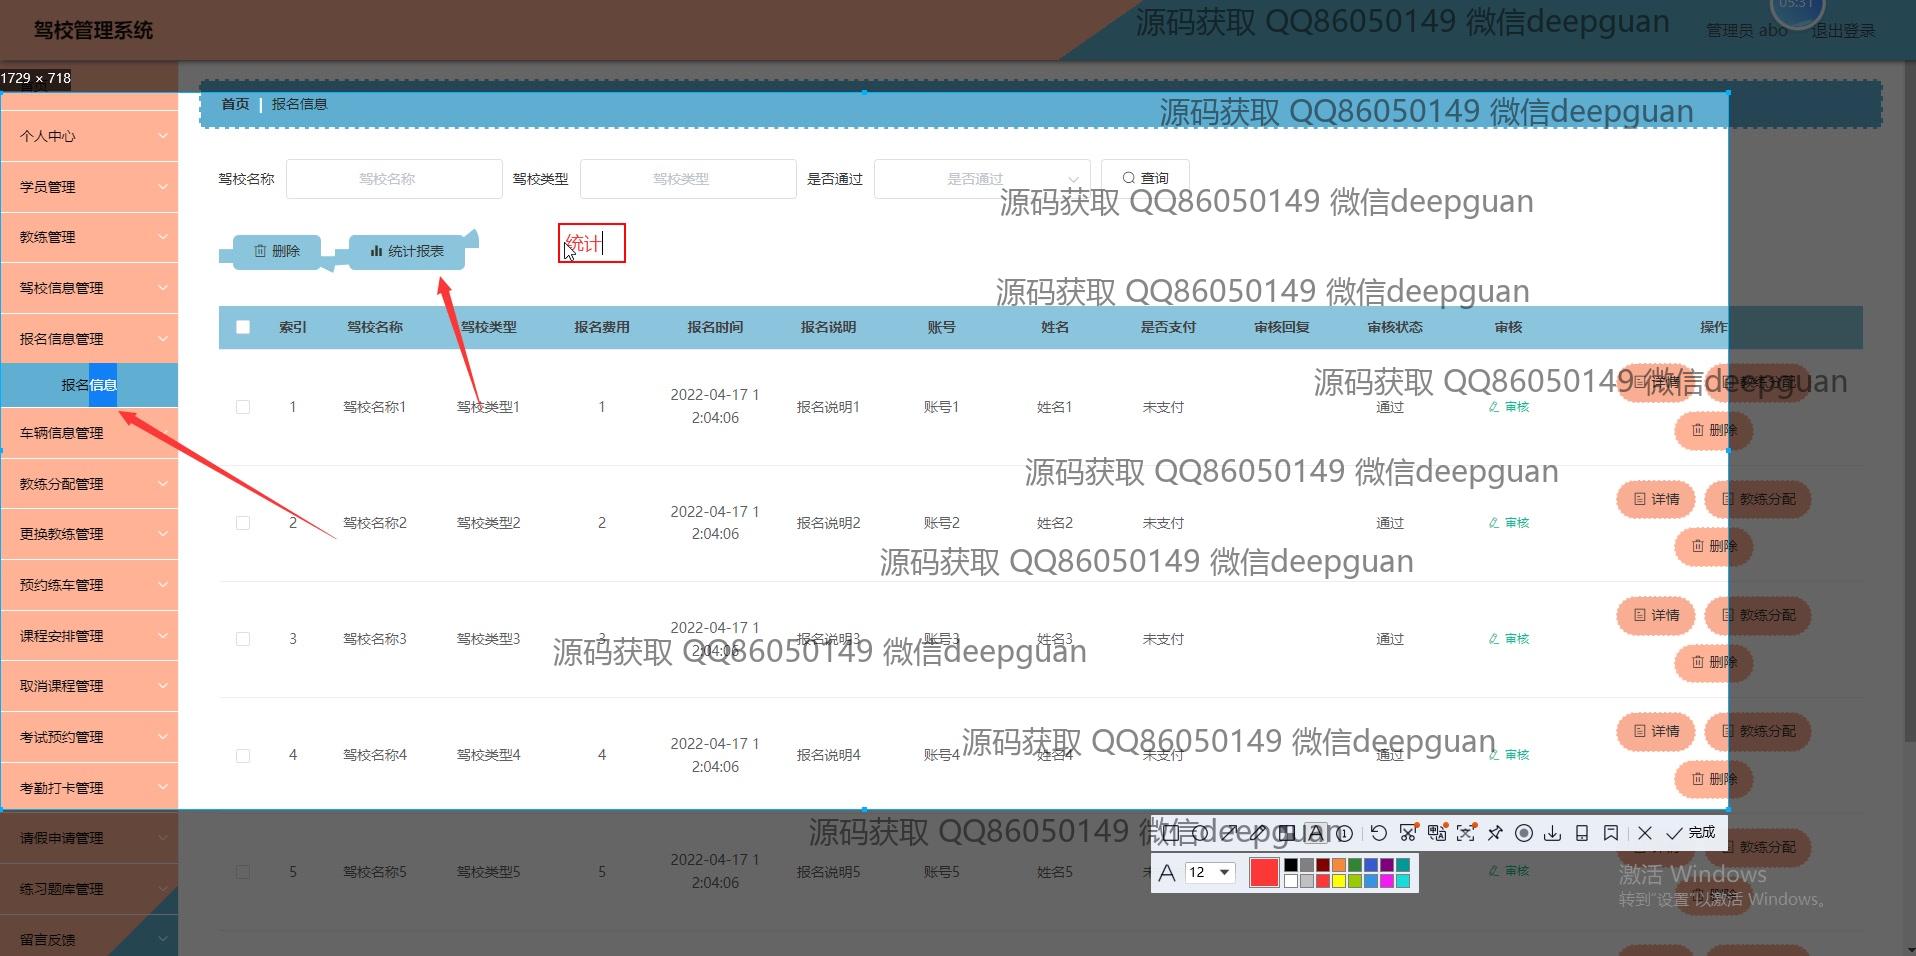 驾校管理系统
源码获取 QQ86050149 微信deepguan
05:31
管理员 abo
退出登录
1729 × 718
首页
首页 | 报名信息
源码获取 QQ86050149 微信deepguan
个人中心
学员管理
教练管理
驾校信息管理
报名信息管理
报名信息
车辆信息管理
教练分配管理
更换教练管理
预约练车管理
课程安排管理
取消课程管理
考试预约管理
考勤打卡管理
请假申请管理
练习题库管理
留言反馈
驾校名称 驾校名称 驾校类型 驾校类型 是否通过 是否通过 查询
源码获取 QQ86050149 微信deepguan
删除 统计报表 统计
源码获取 QQ86050149 微信deepguan
索引 驾校名称 驾校类型 报名费用 报名时间 报名说明 账号 姓名 是否支付 审核回复 审核状态 审核 操作
源码获取 QQ86050149 微信deepguan
1 驾校名称1 驾校类型1 1 2022-04-17 1 报名说明1 账号1 姓名1 未支付 通过 审核 详情 教练分配
2:04:06 删除
源码获取 QQ86050149 微信deepguan
2 驾校名称2 驾校类型2 2 2022-04-17 1 报名说明2 账号2 姓名2 未支付 通过 审核 详情 教练分配
2:04:06 删除
源码获取 QQ86050149 微信deepguan
3 驾校名称3 驾校类型3 3 2022-04-17 1 报名说明3 账号3 姓名3 未支付 通过 审核 详情 教练分配
2:04:06 删除
源码获取 QQ86050149 微信deepguan
4 驾校名称4 驾校类型4 4 2022-04-17 1 报名说明4 账号4 姓名4 未支付 通过 审核 详情 教练分配
2:04:06 删除
源码获取 QQ86050149 微信deepguan
完成
A 12
5 驾校名称5 驾校类型5 5 2022-04-17 1 报名说明5 账号5 姓名5 审核 教练分配
2:04:06
源码获取 QQ86050149 微信deepguan
激活 Windows
转到"设置"以激活 Windows。